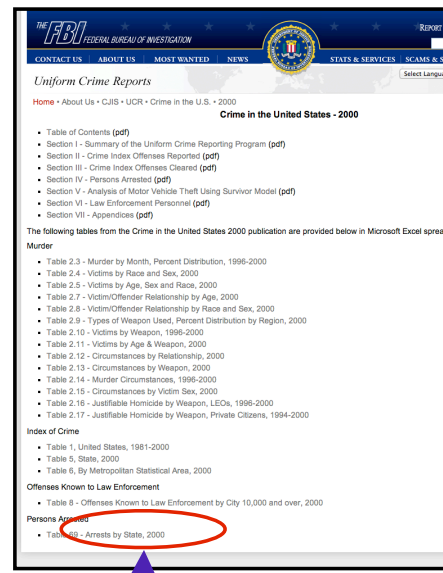 THE FBI FEDERAL BUREAU OF INVESTIGATION
REPORT
CONTACT US ABOUT US MOST WANTED NEWS STATS & SERVICES SCAMS & S
Uniform Crime Reports
Select Langua
Home • About Us • CJIS • UCR • Crime in the U.S. • 2000
Crime in the United States - 2000
Table of Contents (pdf)
Section I - Summary of the Uniform Crime Reporting Program (pdf)
Section II - Crime Index Offenses Reported (pdf)
Section III - Crime Index Offenses Cleared (pdf)
Section IV - Persons Arrested (pdf)
Section V - Analysis of Motor Vehicle Theft Using Survivor Model (pdf)
Section VI - Law Enforcement Personnel (pdf)
Section VII - Appendices (pdf)
The following tables from the Crime in the United States 2000 publication are provided below in Microsoft Excel sprea
Murder
Table 2.3 - Murder by Month, Percent Distribution, 1996-2000
Table 2.4 - Victims by Race and Sex, 2000
Table 2.5 - Victims by Age, Sex and Race, 2000
Table 2.7 - Victim/Offender Relationship by Age, 2000
Table 2.8 - Victim/Offender Relationship by Race and Sex, 2000
Table 2.9 - Types of Weapon Used, Percent Distribution by Region, 2000
Table 2.10 - Victims by Weapon, 1996-2000
Table 2.11 - Victims by Age & Weapon, 2000
Table 2.12 - Circumstances by Relationship, 2000
Table 2.13 - Circumstances by Weapon, 2000
Table 2.14 - Murder Circumstances, 1996-2000
Table 2.15 - Circumstances by Victim Sex, 2000
Table 2.16 - Justifiable Homicide by Weapon, LEOs, 1996-2000
Table 2.17 - Justifiable Homicide by Weapon, Private Citizens, 1994-2000
Index of Crime
Table 1, United States, 1981-2000
Table 5, State, 2000
Table 6, By Metropolitan Statistical Area, 2000
Offenses Known to Law Enforcement
Table 8 - Offenses Known to Law Enforcement by City 10,000 and over, 2000
Persons Arrested
Table 69 - Arrests by State, 2000